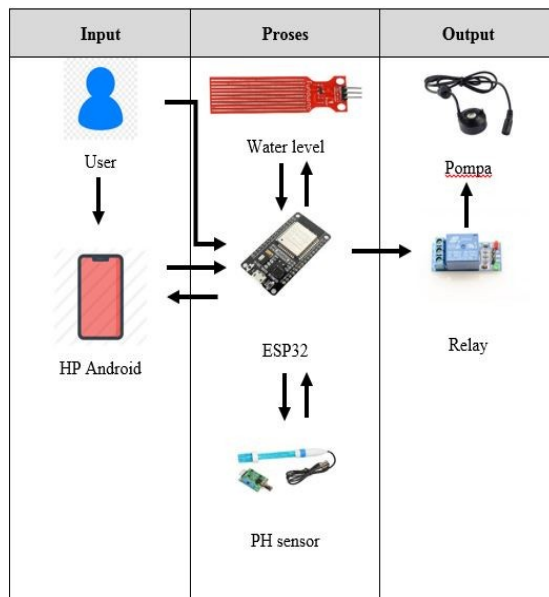 Input
Proses
Output
User
Water level
Pompa
HP Android
ESP32
Relay
PH sensor